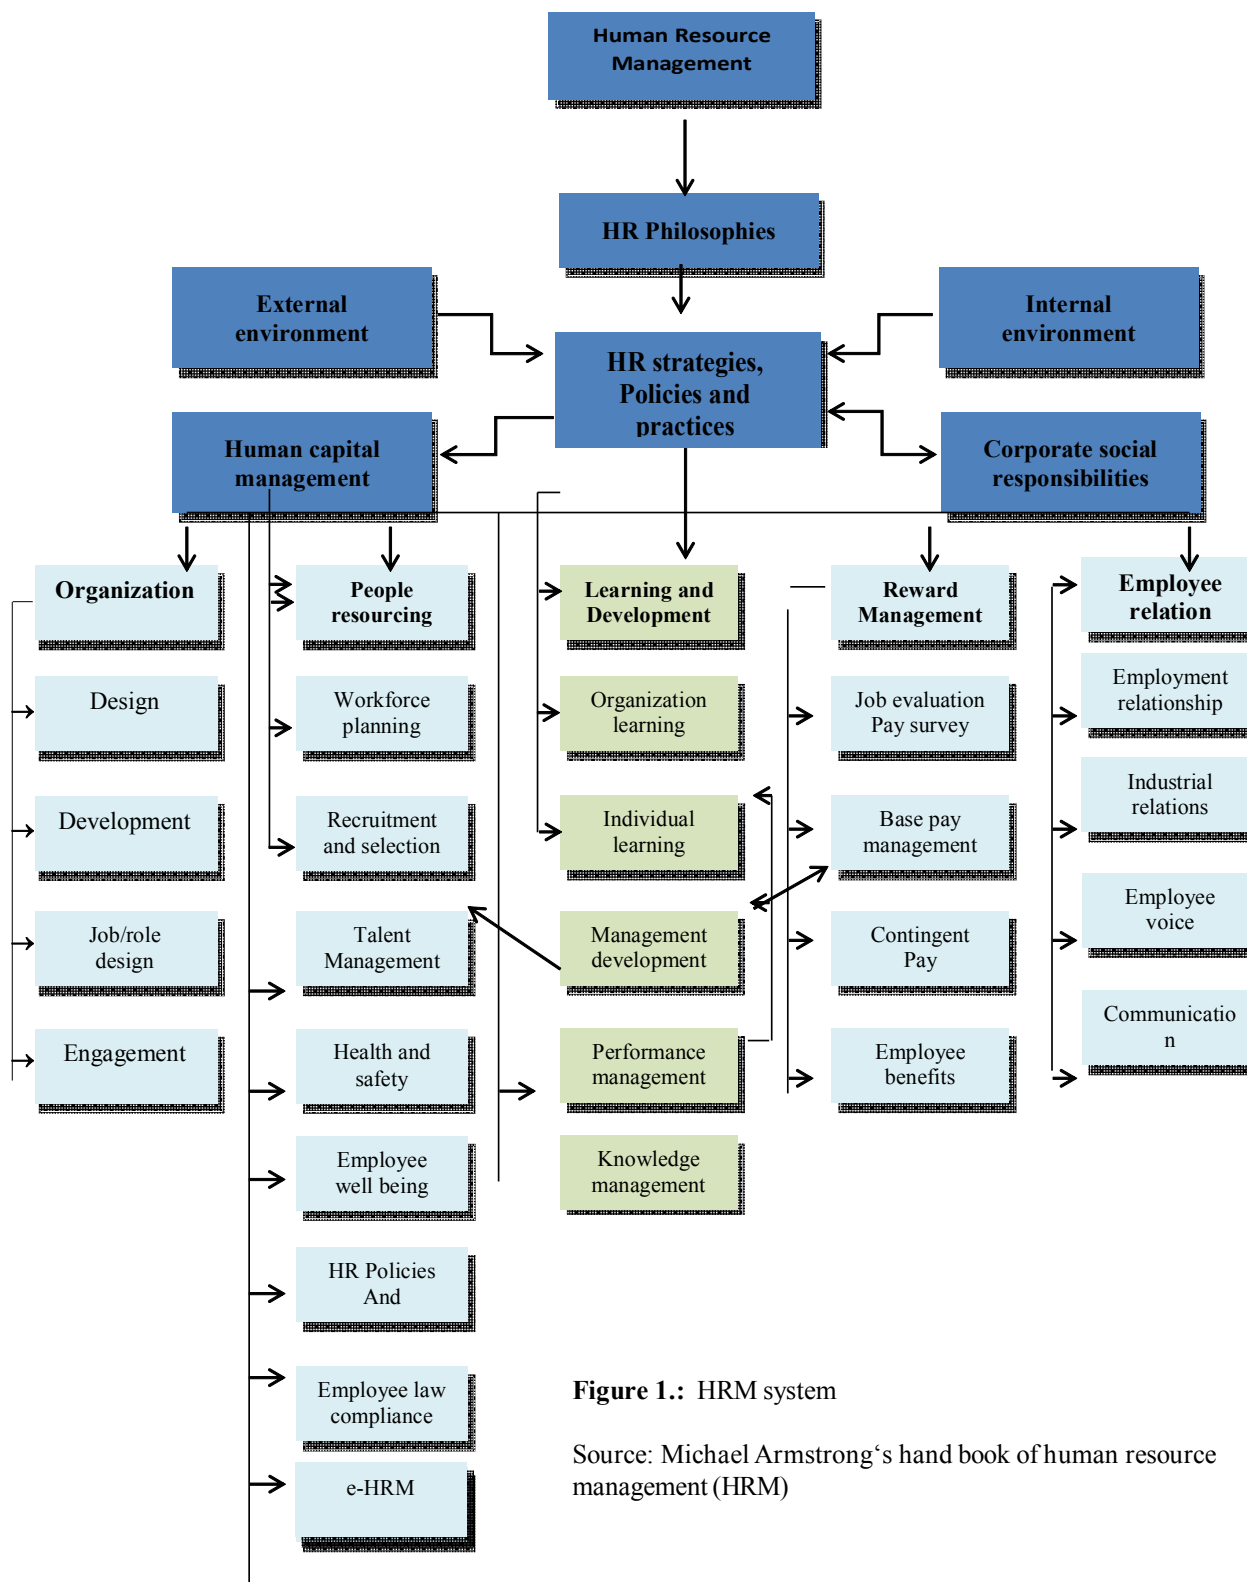 Human Resource
Management
HR Philosophies
External
environment
Internal
environment
HR strategies,
Policies and
practices
Human capital
management
Corporate social
responsibilities
Organization
Design
Development
Job/role
design
Engagement
People
resourcing
Workforce
planning
Recruitment
and selection
Talent
Management
Health and
safety
Employee
well being
HR Policies
And
Employee law
compliance
e-HRM
Learning and
Development
Organization
learning
Individual
learning
Management
development
Performance
management
Knowledge
management
Reward
Management
Job evaluation
Pay survey
Base pay
management
Contingent
Pay
Employee
benefits
Employee
relation
Employment
relationship
Industrial
relations
Employee
voice
Communicatio
n
Figure 1.: HRM system
Source: Michael Armstrong‘s hand book of human resource
management (HRM)